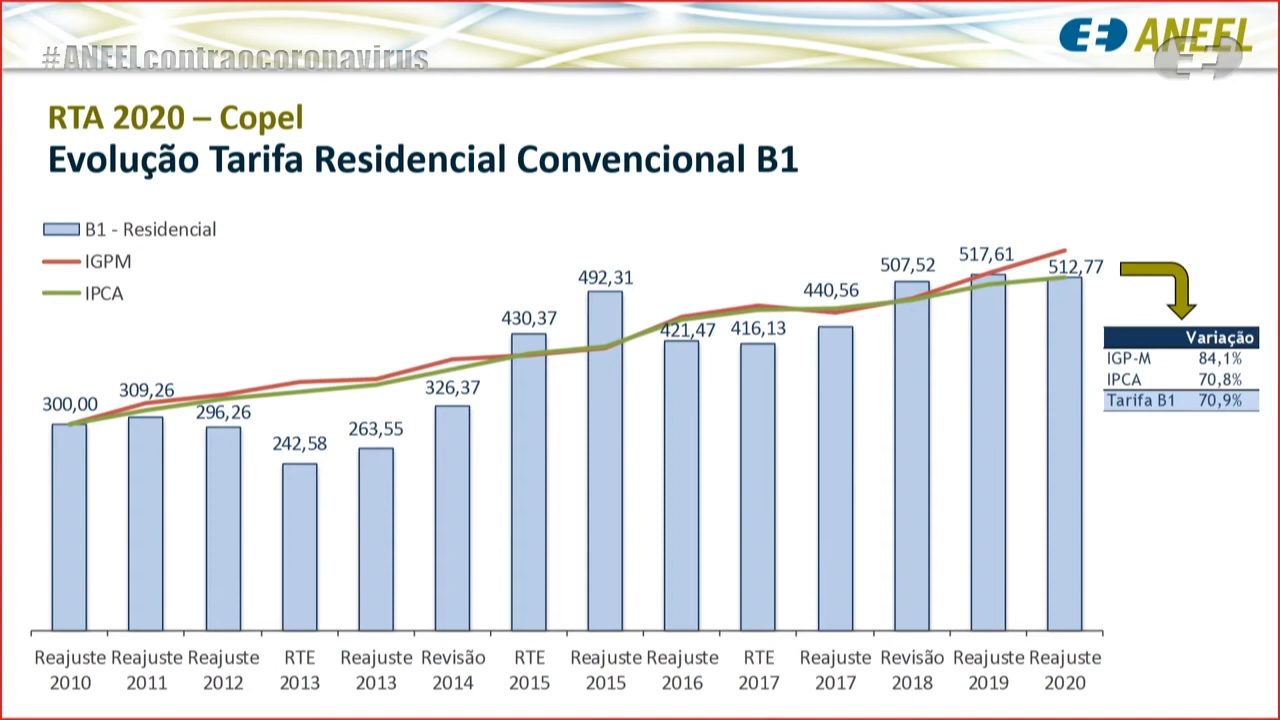 #ANEELcontraocoronavirus
ANEEL
RTA 2020 – Copel
Evolução Tarifa Residencial Convencional B1
B1 - Residencial
IGPM
IPCA
300,00
309,26
296,26
242,58
263,55
326,37
430,37
492,31
421,47
416,13
440,56
507,52
517,61
512,77
Variação
IGP-M 84,1%
IPCA 70,8%
Tarifa B1 70,9%
Reajuste Reajuste Reajuste RTE Reajuste Revisão RTE Reajuste Reajuste RTE Reajuste Revisão Reajuste Reajuste
2010 2011 2012 2013 2013 2014 2015 2015 2016 2017 2017 2018 2019 2020